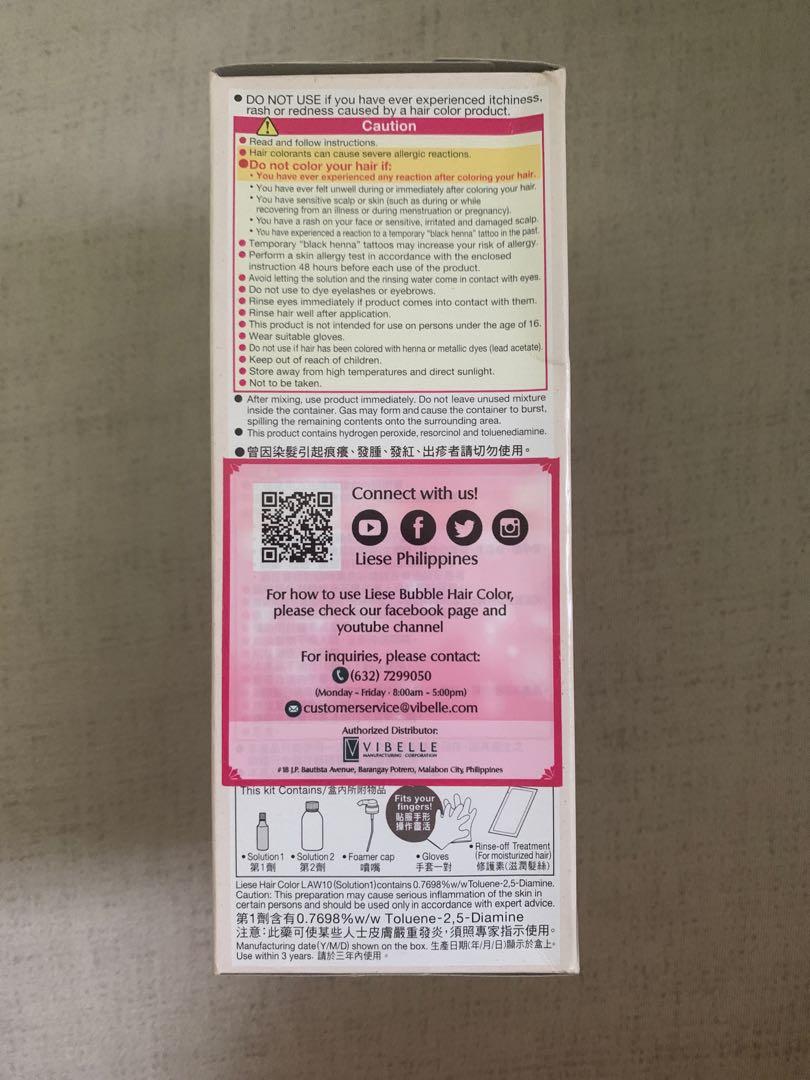 ● DO NOT USE if you have ever experienced itchiness,
rash or redness caused by a hair color product.
Caution
● Read and follow instructions.
● Hair colorants can cause severe allergic reactions.
● Do not color your hair if:
• You have ever experienced any reaction after coloring your hair.
• You have ever felt unwell during or immediately after coloring your hair.
• You have sensitive scalp or skin (such as during or while
recovering from an illness or during menstruation or pregnancy).
• You have a rash on your face or sensitive, irritated and damaged scalp.
• You have experienced a reaction to a temporary "black henna" tattoo in the past.
● Temporary "black henna" tattoos may increase your risk of allergy.
● Perform a skin allergy test in accordance with the enclosed
instruction 48 hours before each use of the product.
● Avoid letting the solution and the rinsing water come in contact with eyes.
● Do not use to dye eyelashes or eyebrows.
● Rinse eyes immediately if product comes into contact with them.
● Rinse hair well after application.
● This product is not intended for use on persons under the age of 16.
● Wear suitable gloves.
● Do not use if hair has been colored with henna or metallic dyes (lead acetate).
● Keep out of reach of children.
● Store away from high temperatures and direct sunlight.
● Not to be taken.
● After mixing, use product immediately. Do not leave unused mixture
inside the container. Gas may form and cause the container to burst,
spilling the remaining contents onto the surrounding area.
● This product contains hydrogen peroxide, resorcinol and toluenediamine.
● 曾因染髮引起痕癢、發腫、發紅、出疹者請切勿使用。
Connect with us!
Liese Philippines
For how to use Liese Bubble Hair Color,
please check our facebook page and
youtube channel
For inquiries, please contact:
(632) 7299050
(Monday - Friday · 8:00am - 5:00pm)
customerservice@vibelle.com
Authorized Distributor:
VIBELLE
MANUFACTURING CORPORATION
#18 J.P. Bautista Avenue, Barangay Potrero, Malabon City, Philippines
This kit Contains/盒內所附物品
Fits your
fingers!
貼服手形
操作靈活
• Solution 1
第1劑
• Solution 2
第2劑
• Foamer cap
噴嘴
• Gloves
手套一對
• Rinse-off Treatment
(For moisturized hair)
修護素(滋潤髮絲)
Liese Hair Color LAW10 (Solution1) contains 0.7698%w/w Toluene-2,5-Diamine.
Caution: This preparation may cause serious inflammation of the skin in
certain persons and should be used only in accordance with expert advice.
第1劑含有0.7698%w/w Toluene-2,5-Diamine
注意:此藥可使某些人士皮膚嚴重發炎,須照專家指示使用。
Manufacturing date(Y/M/D) shown on the box. 生產日期(年/月/日)顯示於盒上。
Use within 3 years. 請於三年內使用。